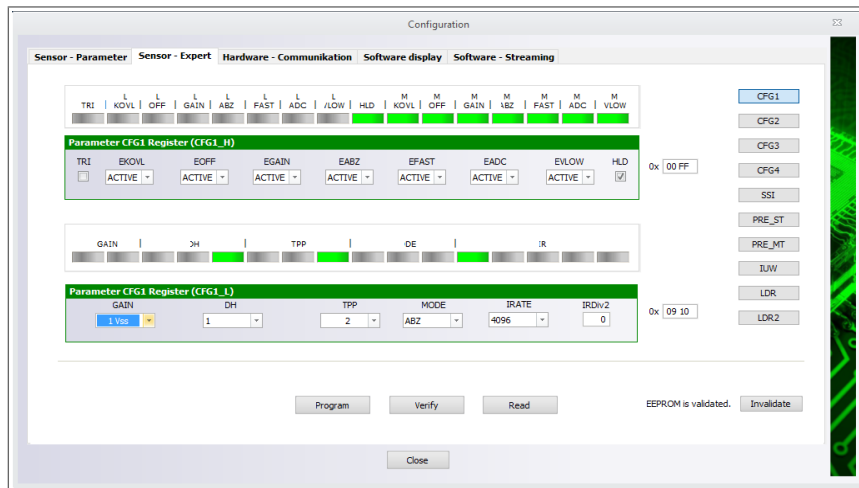 Configuration
Sensor - Parameter Sensor - Expert Hardware - Communikation Software display Software - Streaming
L L L L L L L M M M M M M M
TRI | KOVL | OFF | GAIN | ABZ | FAST | ADC | VLOW | HLD | KOVL | OFF | GAIN | ABZ | FAST | ADC | VLOW
CFG1
CFG2
Parameter CFG1 Register (CFG1_H)
CFG3
TRI EKOVL EOFF EGAIN EABZ EFAST EADC EVLOW HLD
ACTIVE ACTIVE ACTIVE ACTIVE ACTIVE ACTIVE ACTIVE 0x 00 FF
CFG4
SSI
PRE_ST
GAIN | DH | TPP | DE | IR
PRE_MT
IUW
Parameter CFG1 Register (CFG1_L)
LDR
GAIN DH TPP MODE IRATE IRDiv2
1 Vss 1 2 ABZ 4096 0 0x 09 10
LDR2
Program Verify Read EEPROM is validated. Invalidate
Close